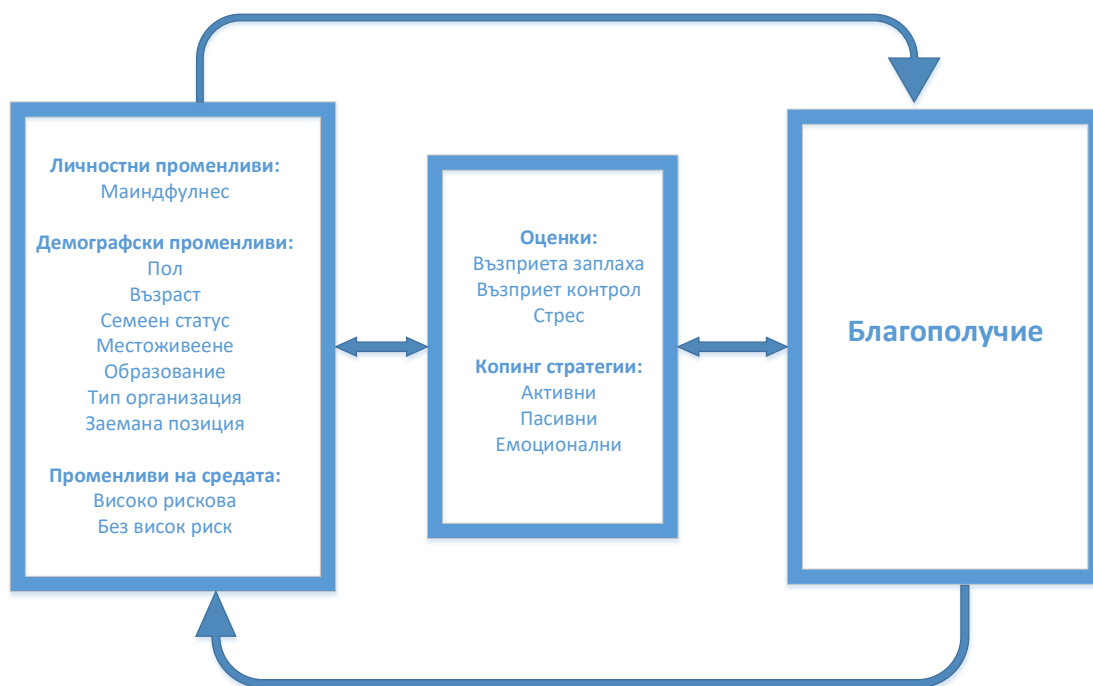 Личностни променливи:
Маиндфулнес
Демографски променливи:
Пол
Възраст
Семеен статус
Местоживеене
Образование
Тип организация
Заемана позиция
Променливи на средата:
Високо рискова
Без висок риск
Оценки:
Възприета заплаха
Възприет контрол
Стрес
Копинг стратегии:
Активни
Пасивни
Емоционални
Благополучие